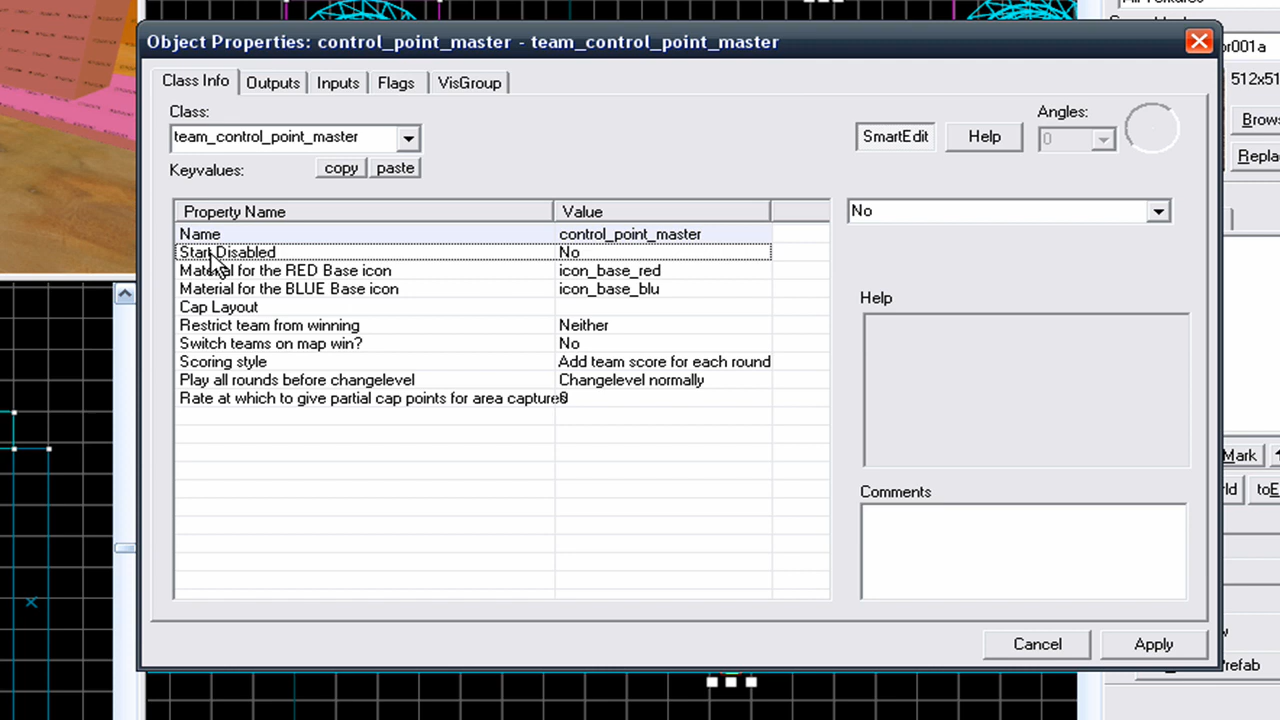 Object Properties: control_point_master - team_control_point_master
r001a
512x51
Class Info Outputs Inputs Flags VisGroup
Class:
Angles:
team_control_point_master
SmartEdit Help 0
Brows
Keyvalues: copy paste
Replac
Property Name Value
No
Name control_point_master
Start Disabled No
Material for the RED Base icon icon_base_red
Material for the BLUE Base icon icon_base_blu
Help
Cap Layout
Restrict team from winning Neither
Switch teams on map win? No
Scoring style Add team score for each round
Play all rounds before changelevel Changelevel normally
Rate at which to give partial cap points for area captures 0
Mark
Comments
toE
Cancel Apply
refab